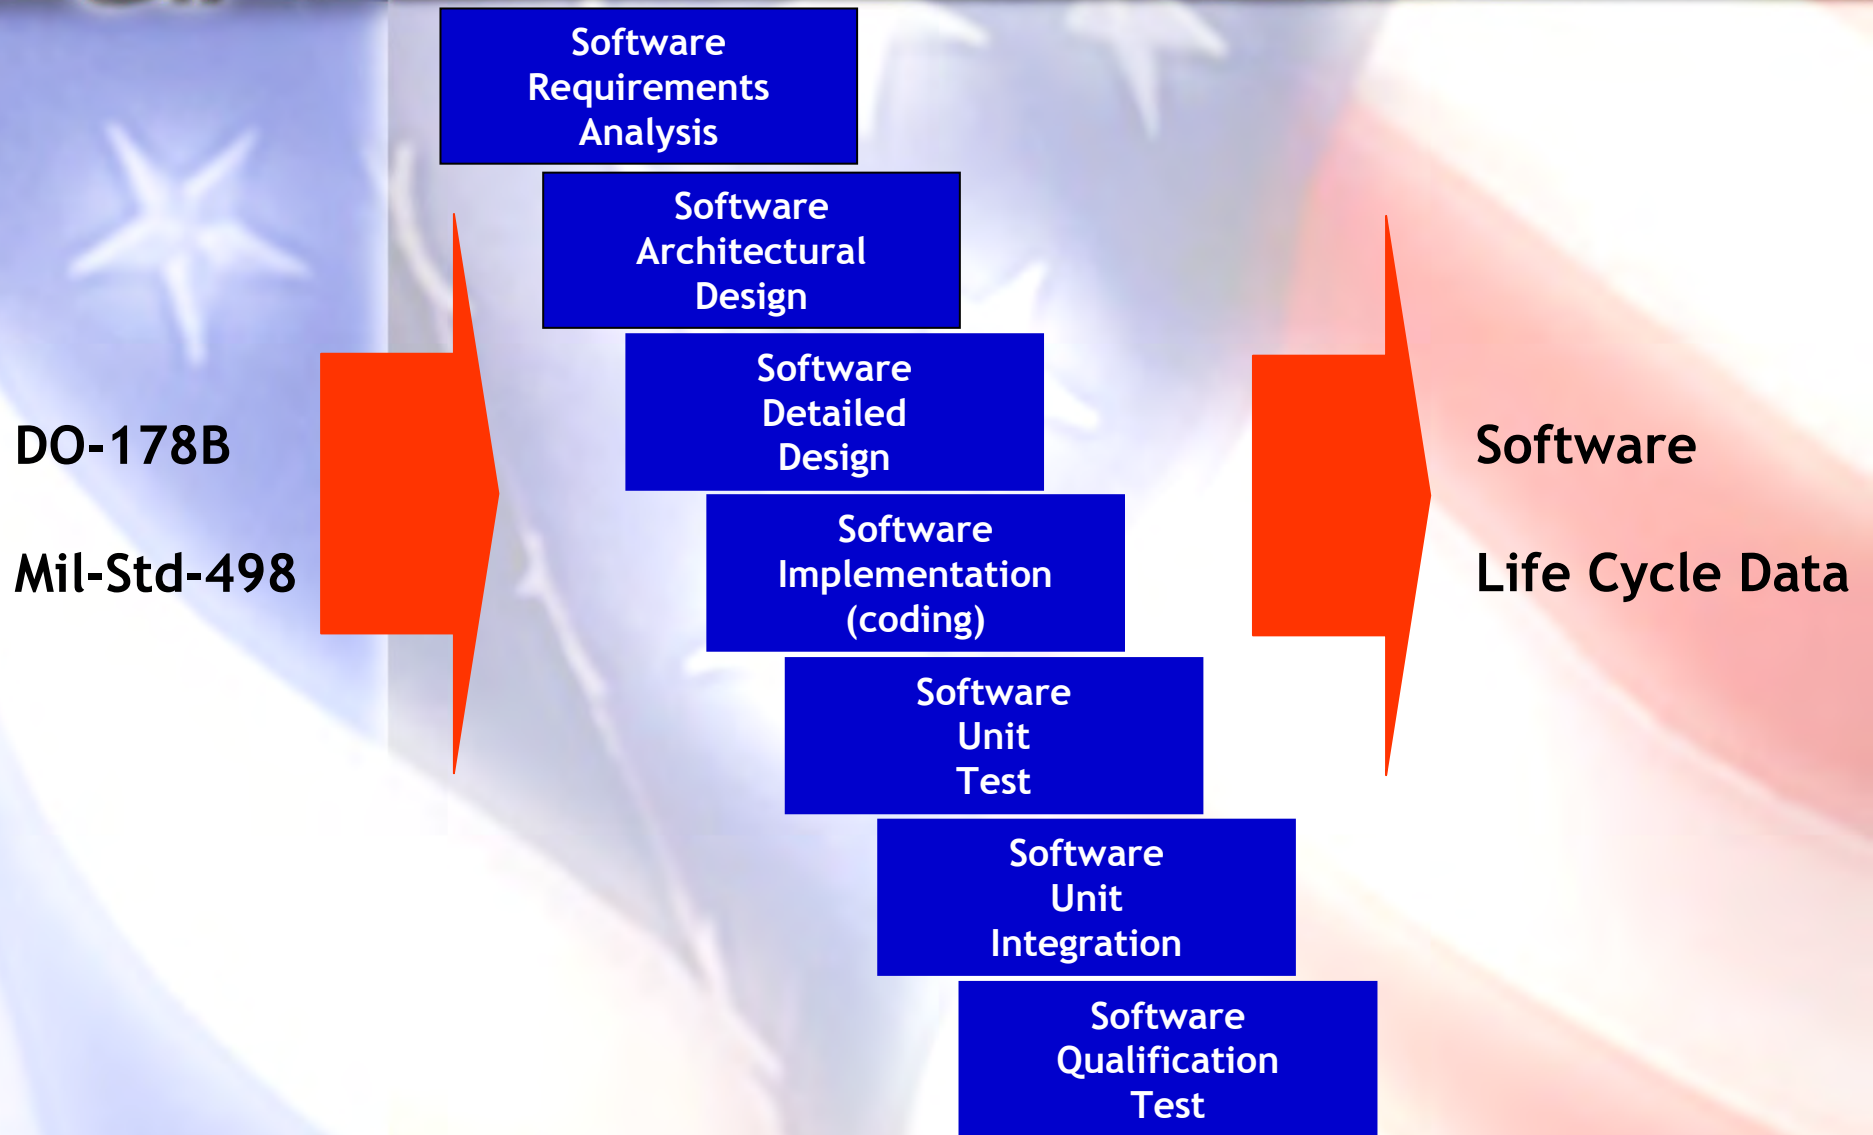 Software
Requirements
Analysis
Software
Architectural
Design
Software
Detailed
Design
DO-178B
Software
Software
Implementation
(coding)
Mil-Std-498
Life Cycle Data
Software
Unit
Test
Software
Unit
Integration
Software
Qualification
Test